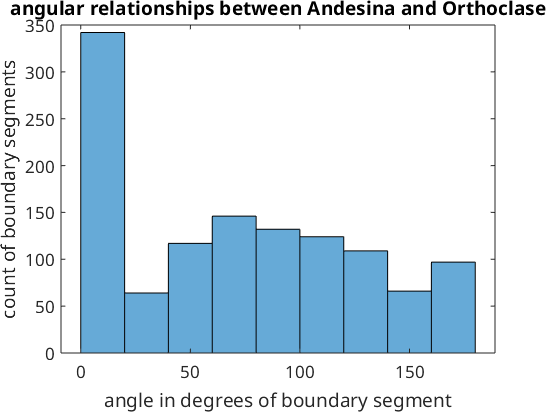 angular relationships between Andesina and Orthoclase
350
300
250
200
150
100
50
0
count of boundary segments
0 50 100 150
angle in degrees of boundary segment